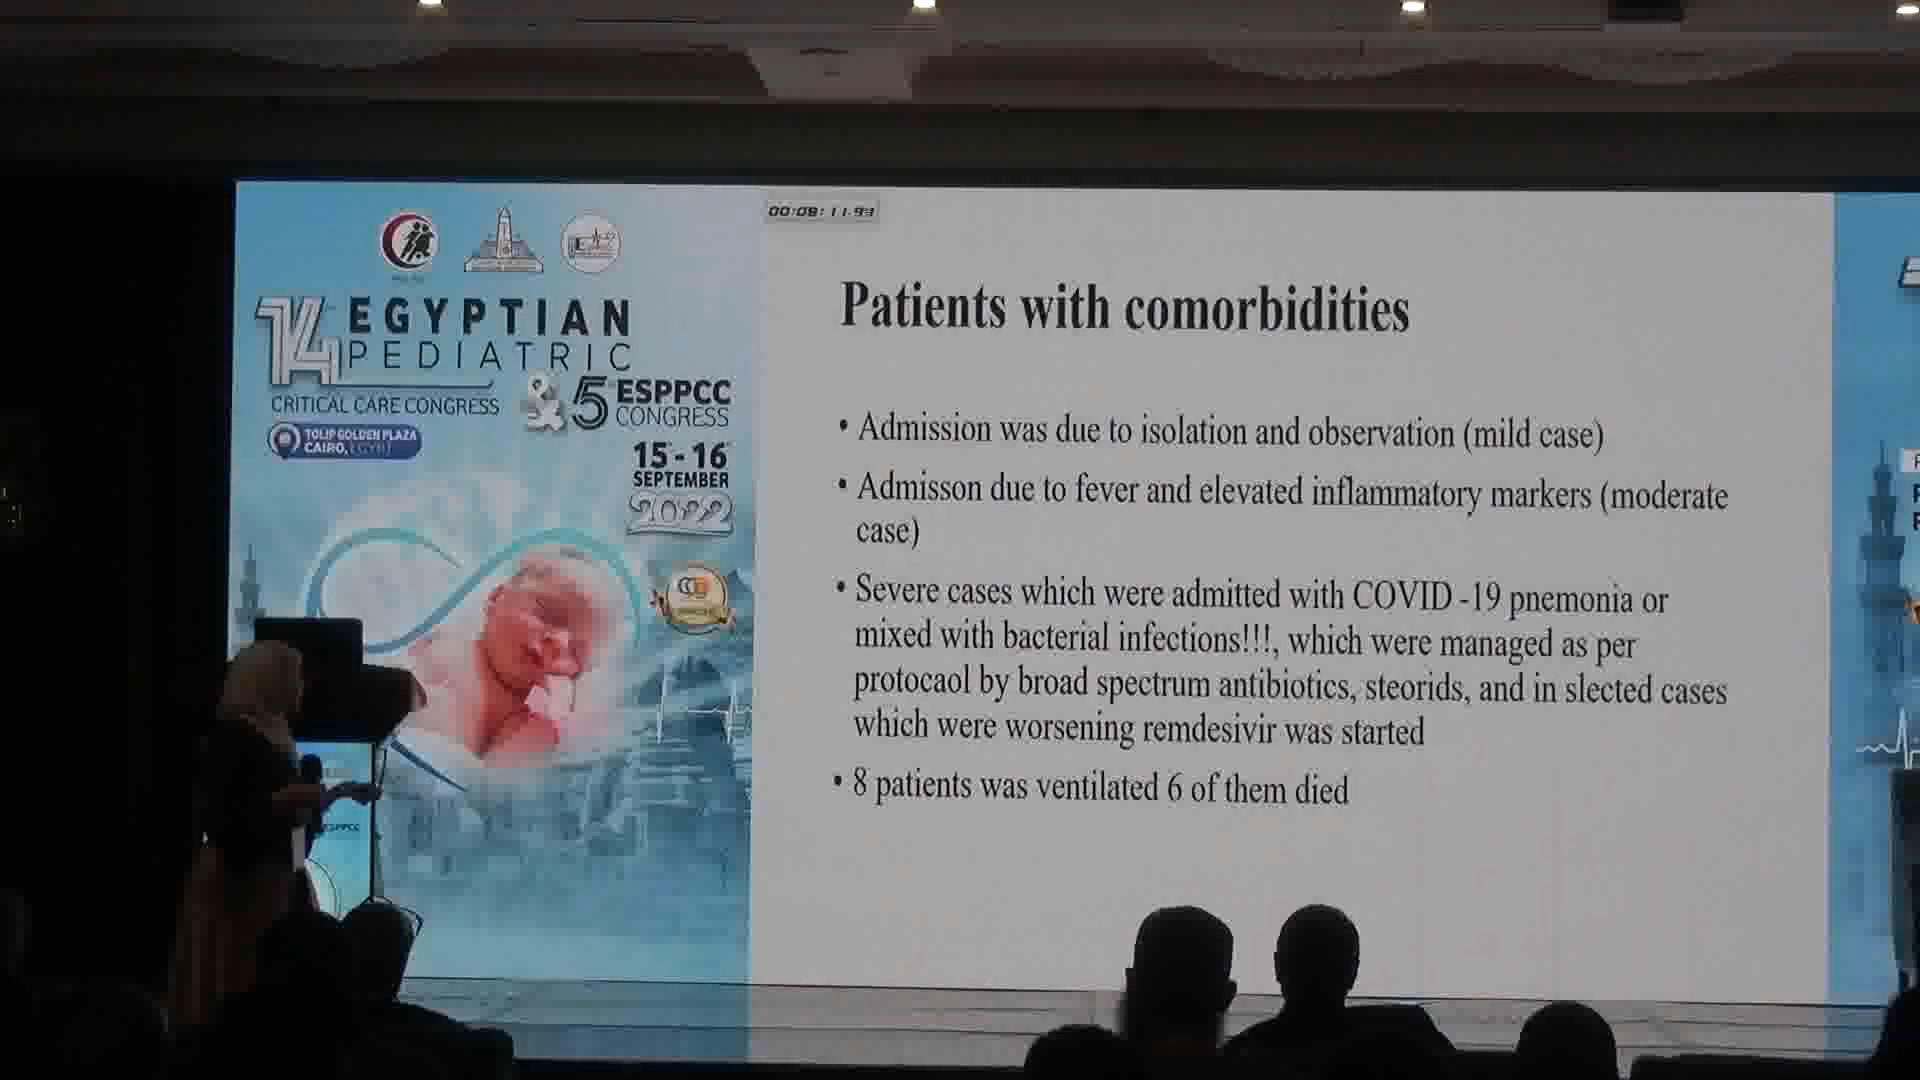 00:08:11.93
14 EGYPTIAN
PEDIATRIC
CRITICAL CARE CONGRESS
& 5 ESPPCC
CONGRESS
TOLIP GOLDEN PLAZA
CAIRO, EGYPT
15 - 16
SEPTEMBER
2022
Patients with comorbidities
• Admission was due to isolation and observation (mild case)
• Admisson due to fever and elevated inflammatory markers (moderate
case)
• Severe cases which were admitted with COVID -19 pnemonia or
mixed with bacterial infections!!!, which were managed as per
protocaol by broad spectrum antibiotics, steorids, and in slected cases
which were worsening remdesivir was started
• 8 patients was ventilated 6 of them died
ESPPCC